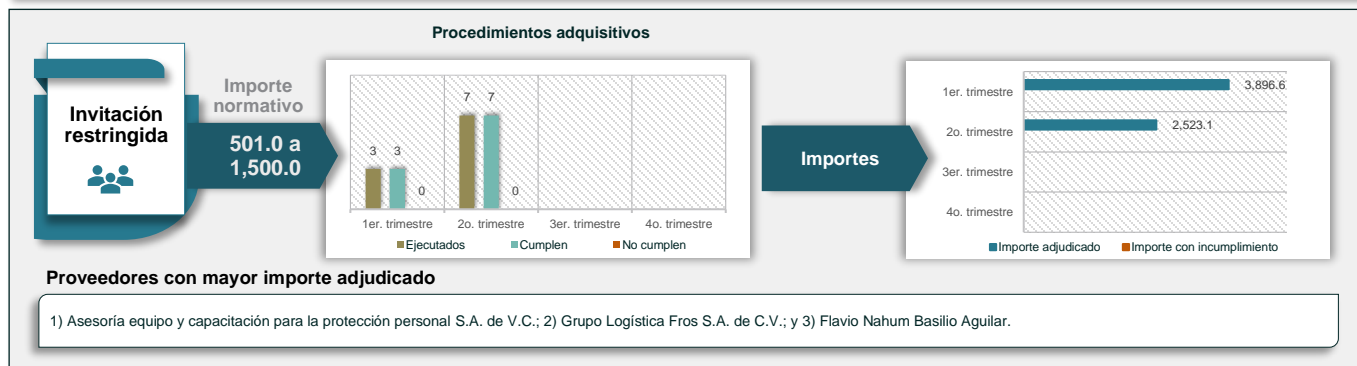 Procedimientos adquisitivos
Invitación
restringida
Importe
normativo
501.0 a
1,500.0
3
3
0
7
7
0
1er. trimestre
2o. trimestre
3er. trimestre
4o. trimestre
Ejecutados
Cumplen
No cumplen
Importes
1er. trimestre
3,896.6
2o. trimestre
2,523.1
3er. trimestre
4o. trimestre
Importe adjudicado
Importe con incumplimiento
Proveedores con mayor importe adjudicado
1) Asesoría equipo y capacitación para la protección personal S.A. de V.C.; 2) Grupo Logística Fros S.A. de C.V.; y 3) Flavio Nahum Basilio Aguilar.